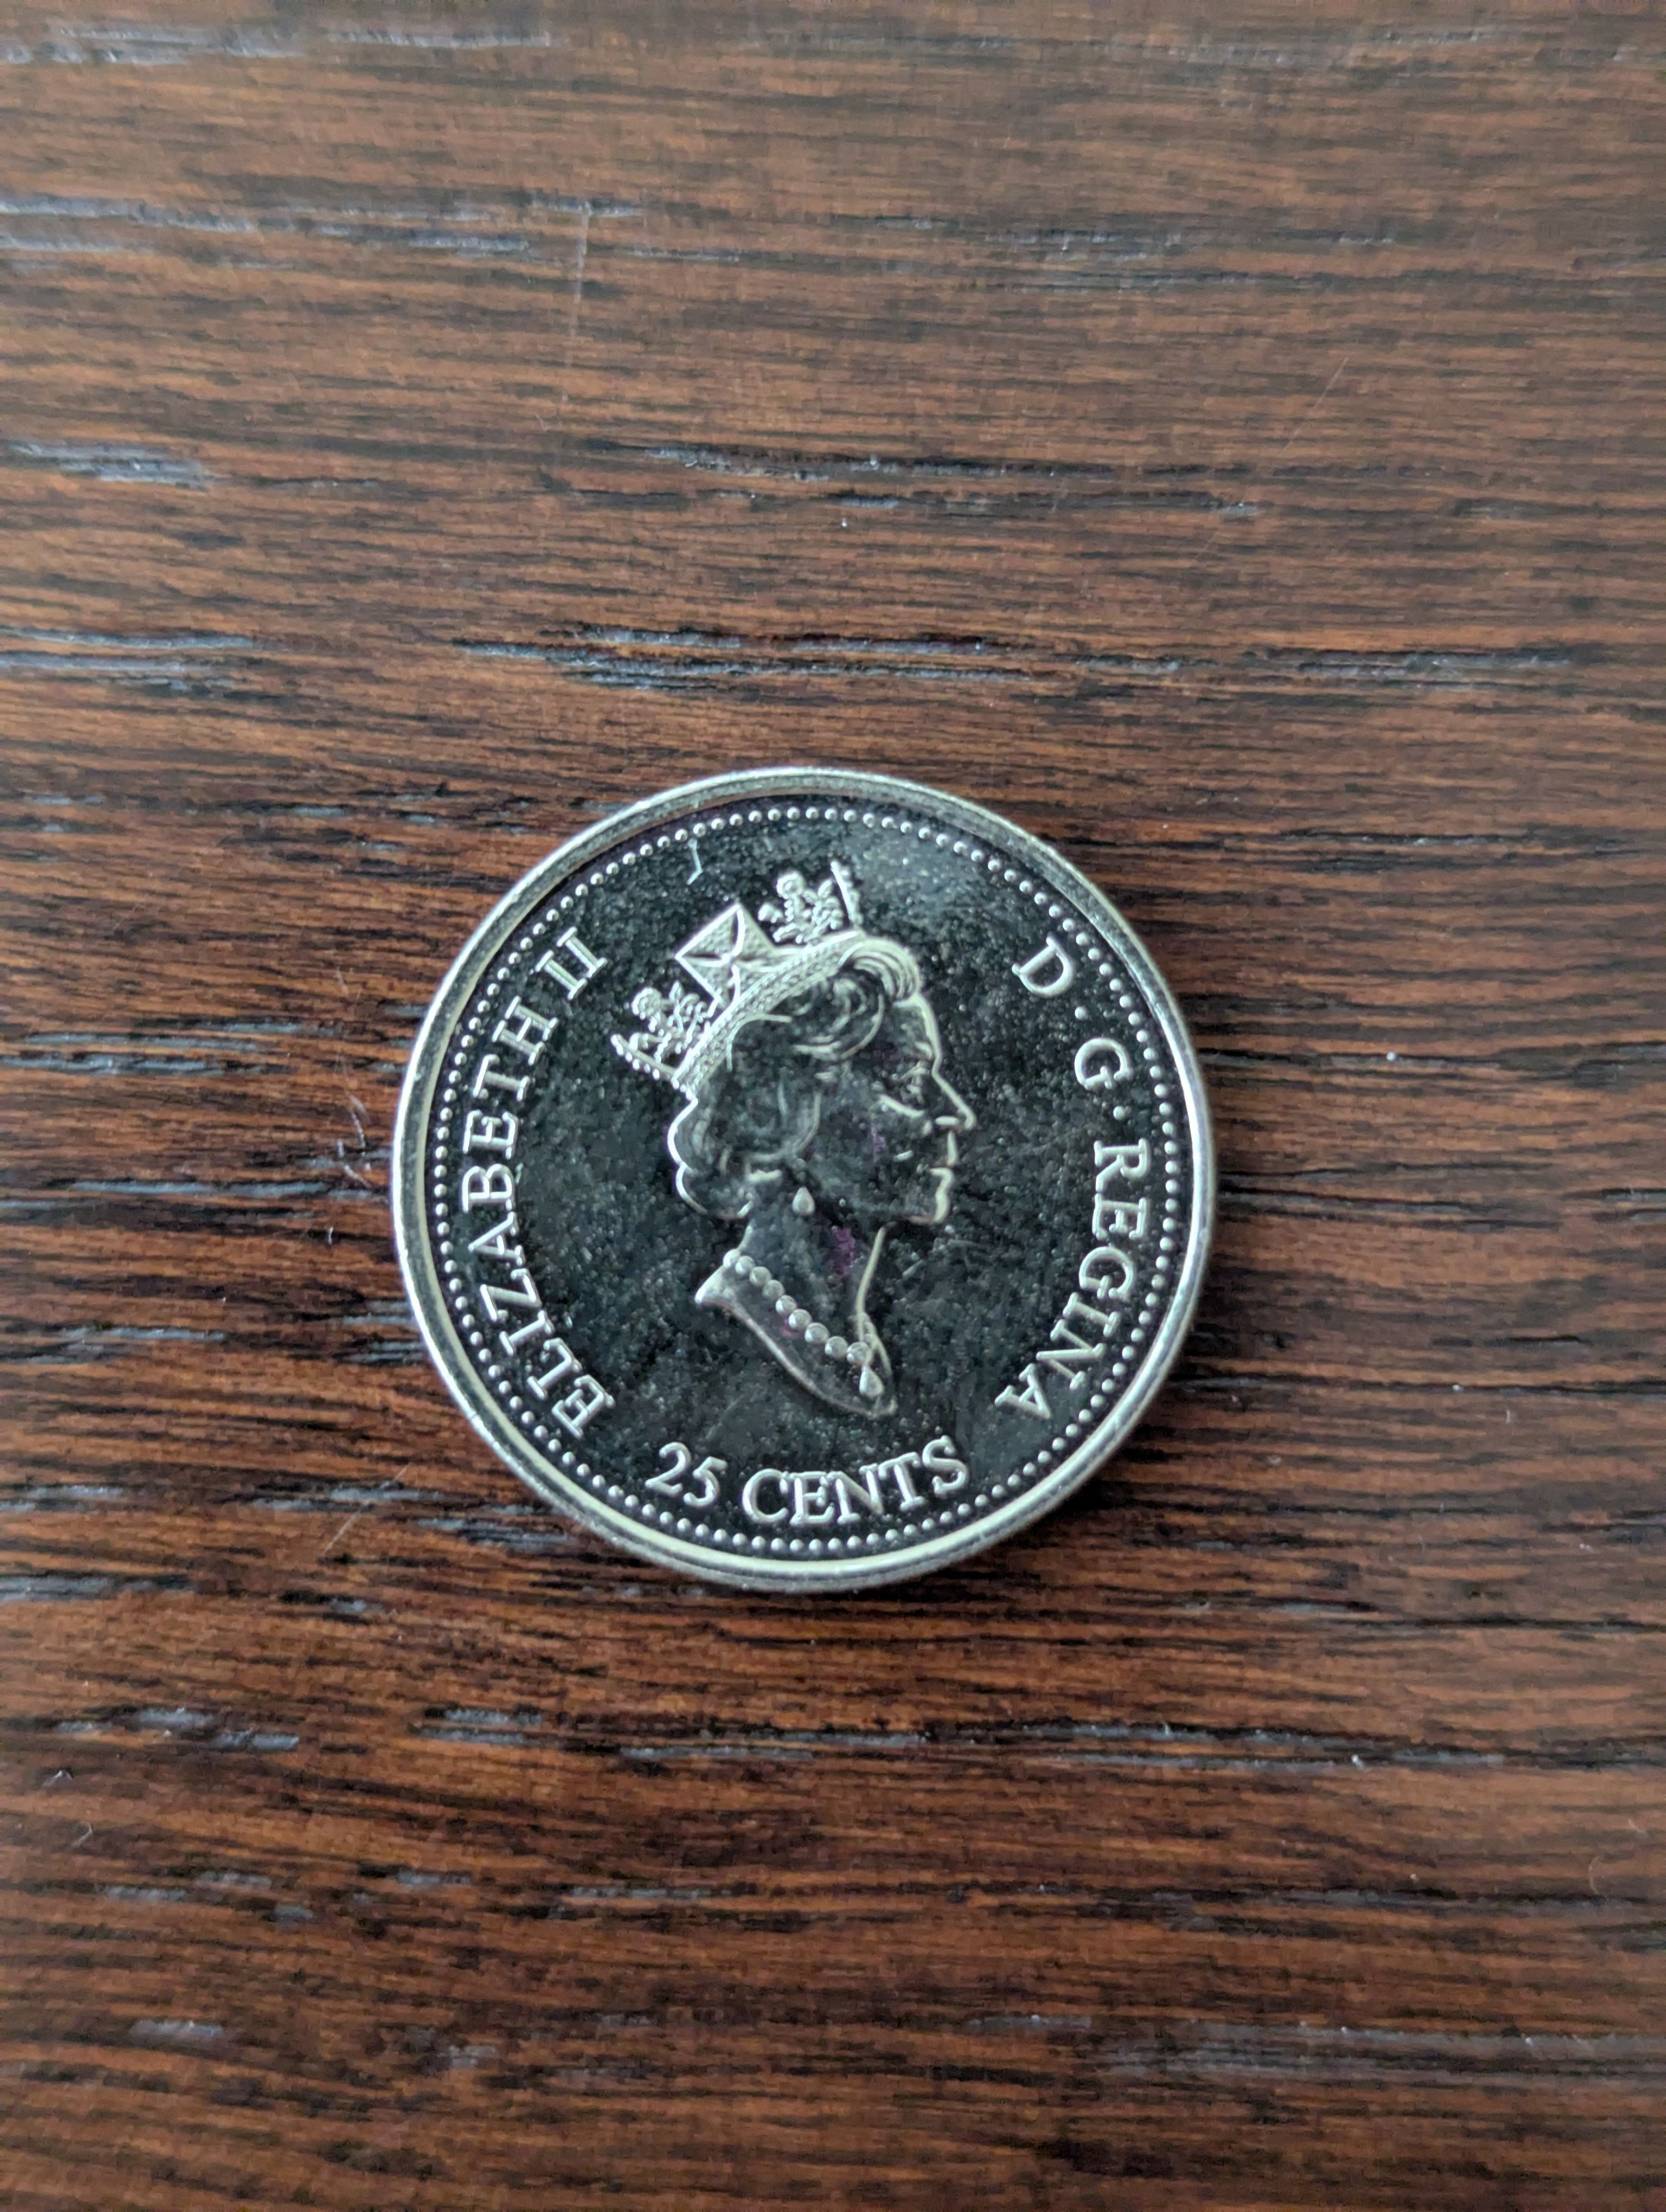 ELIZABETH II
D · G · REGINA
25 CENTS